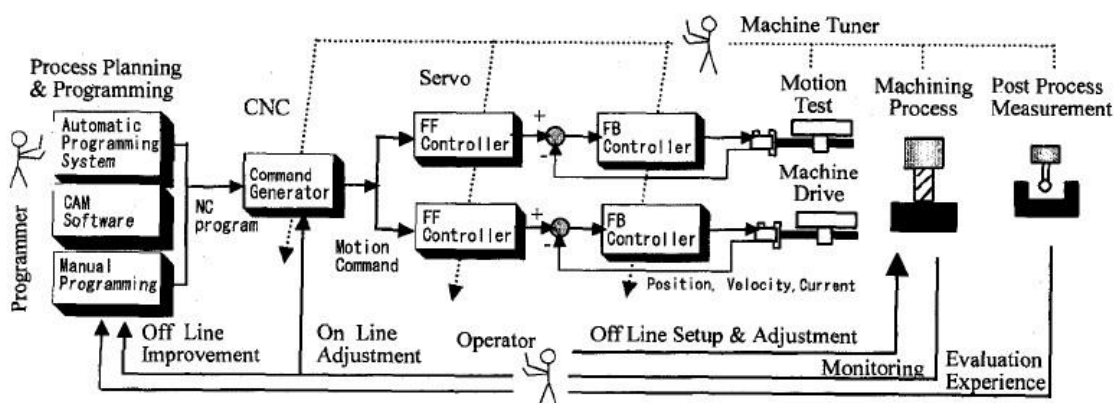 Machine Tuner
Process Planning
& Programming
Servo
CNC
Motion
Test
Machining
Process
Post Process
Measurement
Automatic
Programming
System
CAM
Software
Manual
Programming
Programmer
NC
program
Command
Generator
Motion
Command
FF
Controller
+
-
FB
Controller
FF
Controller
+
-
FB
Controller
Machine
Drive
Position, Velocity, Current
Off Line
Improvement
On Line
Adjustment
Operator
Off Line Setup & Adjustment
Monitoring
Evaluation
Experience